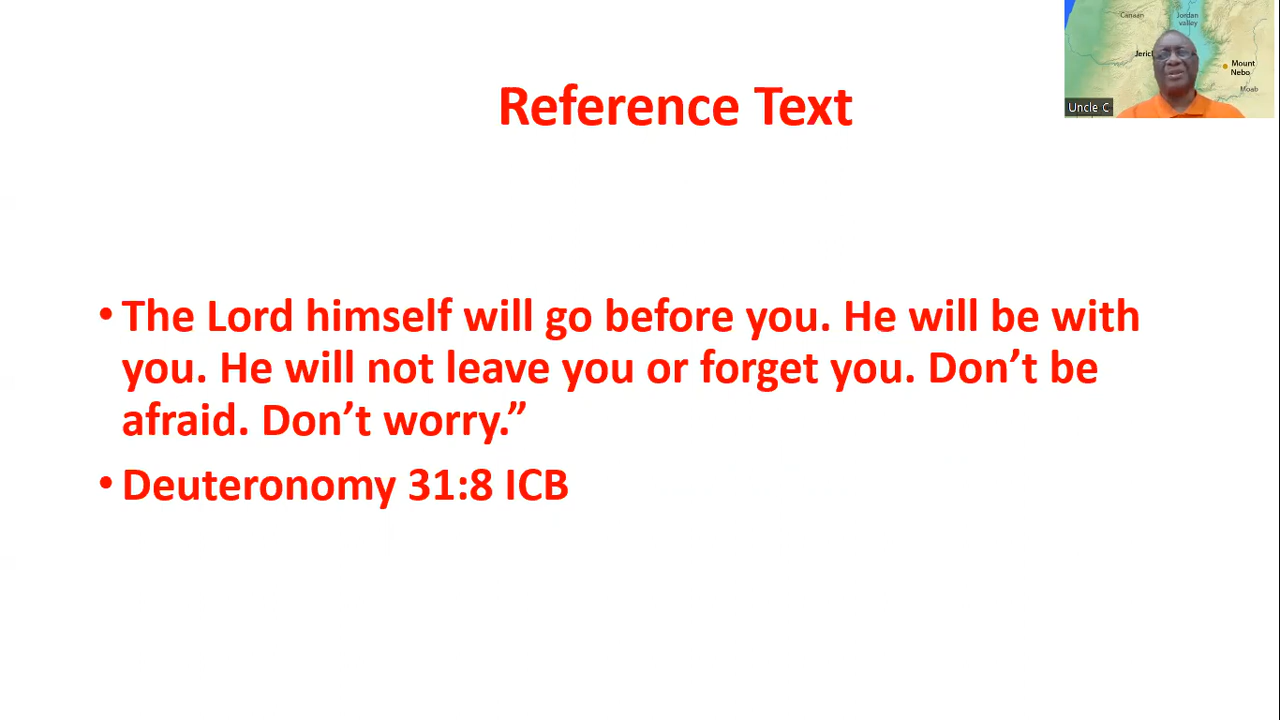 Reference Text
• The Lord himself will go before you. He will be with
you. He will not leave you or forget you. Don’t be
afraid. Don’t worry.”
• Deuteronomy 31:8 ICB
Canaan
Jordan
valley
Mount
Nebo
Moab
Uncle C